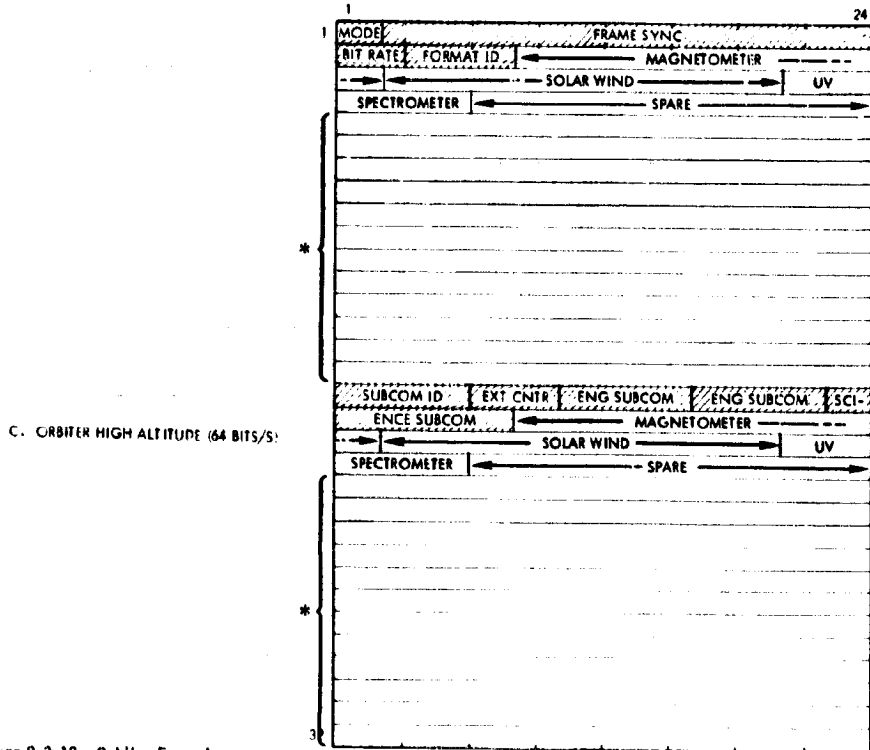 1 24
1 MODE FRAME SYNC
BIT RATE FORMAT ID MAGNETOMETER
SOLAR WIND UV
SPECTROMETER SPARE
*
SUBCOM ID EXT CNTR ENG SUBCOM ENG SUBCOM SCI-
ENCE SUBCOM MAGNETOMETER
C. ORBITER HIGH ALTITUDE (64 BITS/S)
SOLAR WIND UV
SPECTROMETER SPARE
*
3